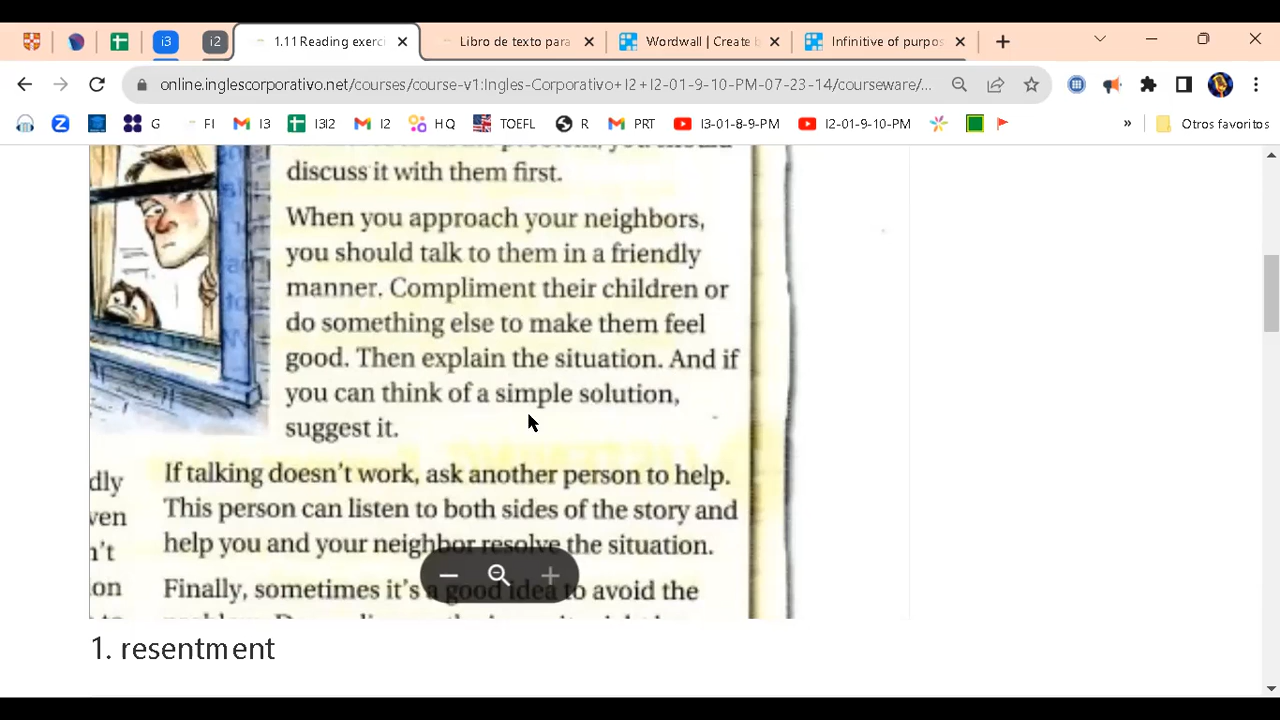 1.11 Reading exerci
Libro de texto para
Wordwall | Create b
Infinitive of purpos
online.inglescorporativo.net/courses/course-v1:Ingles-Corporativo+I2+I2-01-9-10-PM-07-23-14/courseware/...
G FI I3 I3I2 I2 HQ TOEFL R PRT I3-01-8-9-PM I2-01-9-10-PM » Otros favoritos
discuss it with them first.
When you approach your neighbors,
you should talk to them in a friendly
manner. Compliment their children or
do something else to make them feel
good. Then explain the situation. And if
you can think of a simple solution,
suggest it.
dly
ven
n't
on
If talking doesn't work, ask another person to help.
This person can listen to both sides of the story and
help you and your neighbor resolve the situation.
Finally, sometimes it's a good idea to avoid the
1. resentment